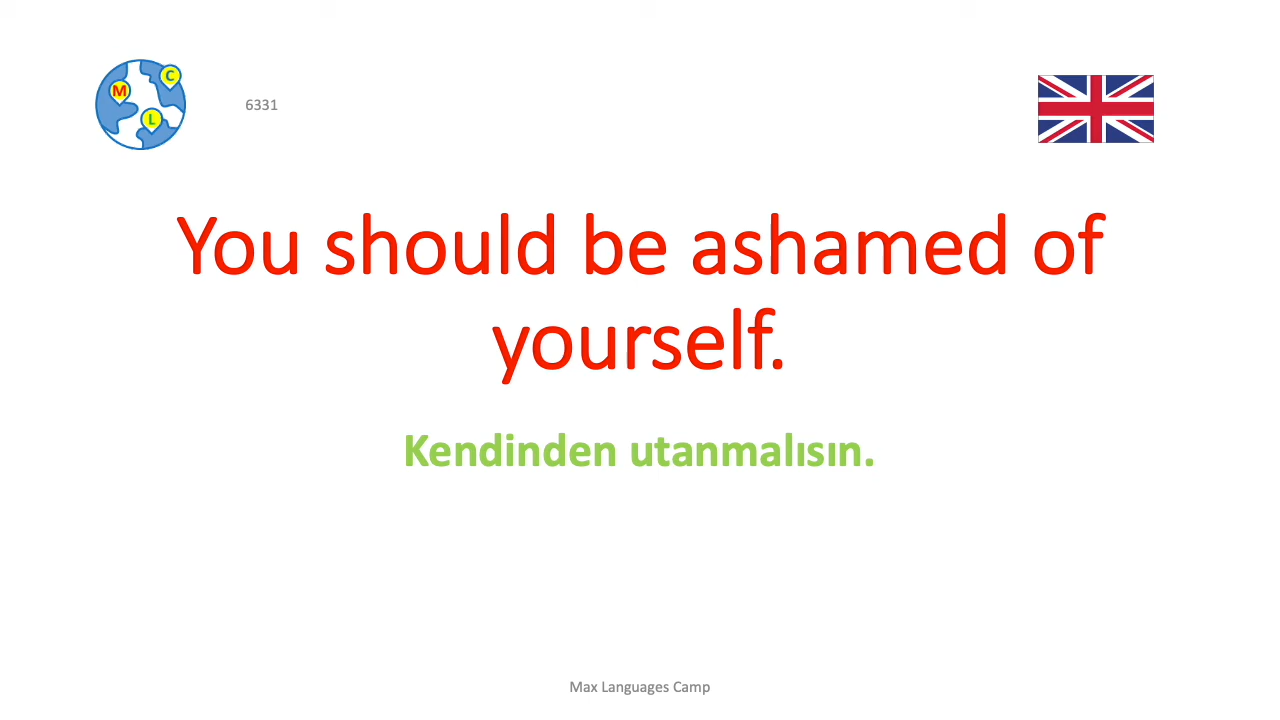 M
C
L
6331
You should be ashamed of
yourself.
Kendinden utanmalısın.
Max Languages Camp